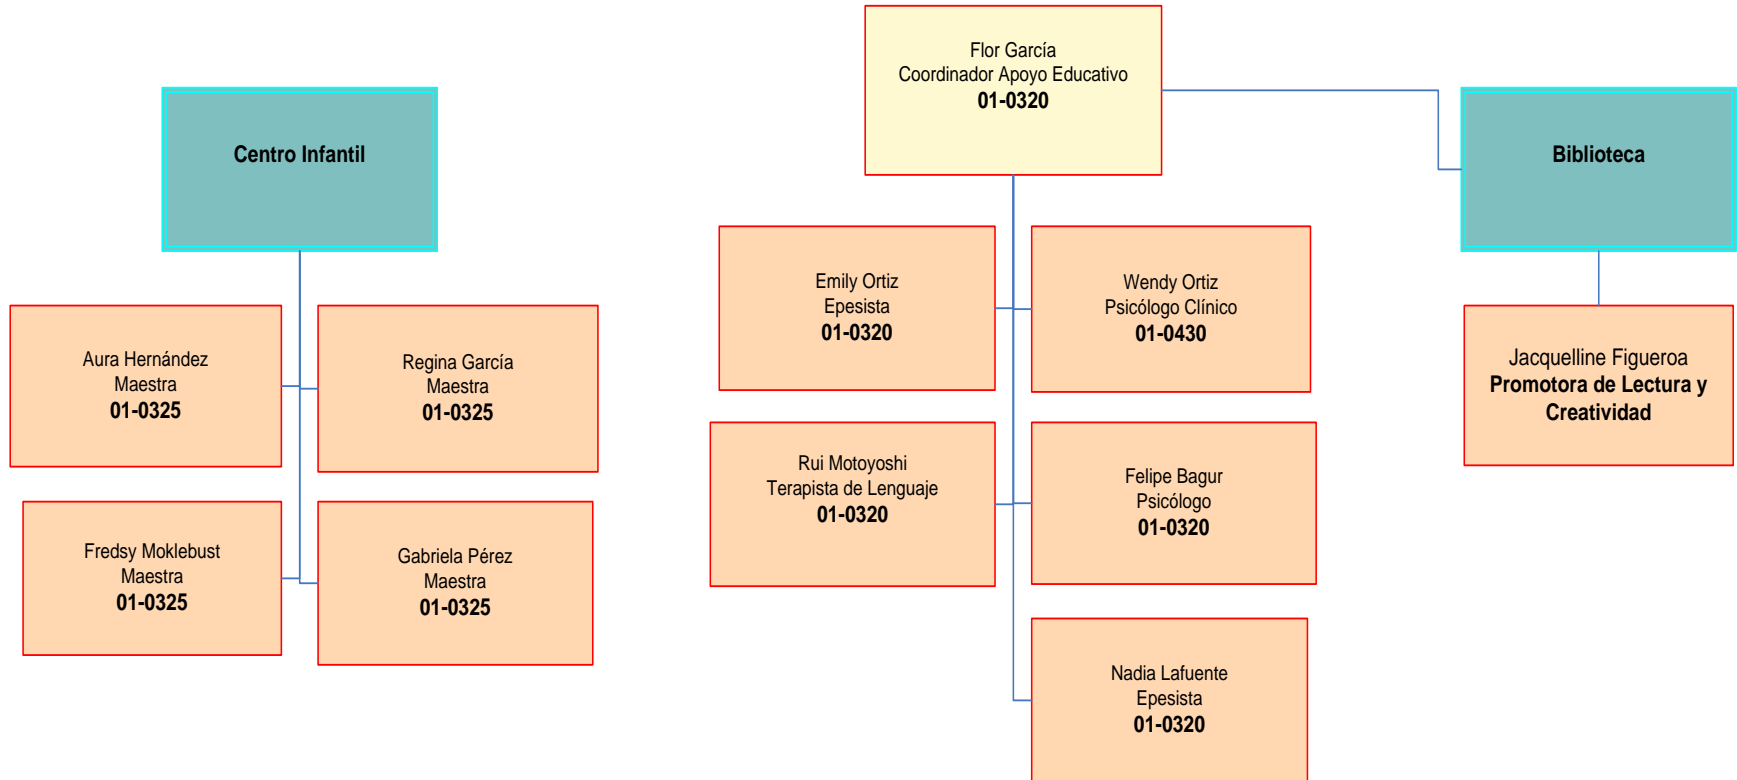 Flor García
Coordinador Apoyo Educativo
01-0320
Centro Infantil
Biblioteca
Emily Ortiz
Epesista
01-0320
Wendy Ortiz
Psicólogo Clínico
01-0430
Aura Hernández
Maestra
01-0325
Regina García
Maestra
01-0325
Jacquelline Figueroa
Promotora de Lectura y
Creatividad
Rui Motoyoshi
Terapista de Lenguaje
01-0320
Felipe Bagur
Psicólogo
01-0320
Fredsy Moklebust
Maestra
01-0325
Gabriela Pérez
Maestra
01-0325
Nadia Lafuente
Epesista
01-0320